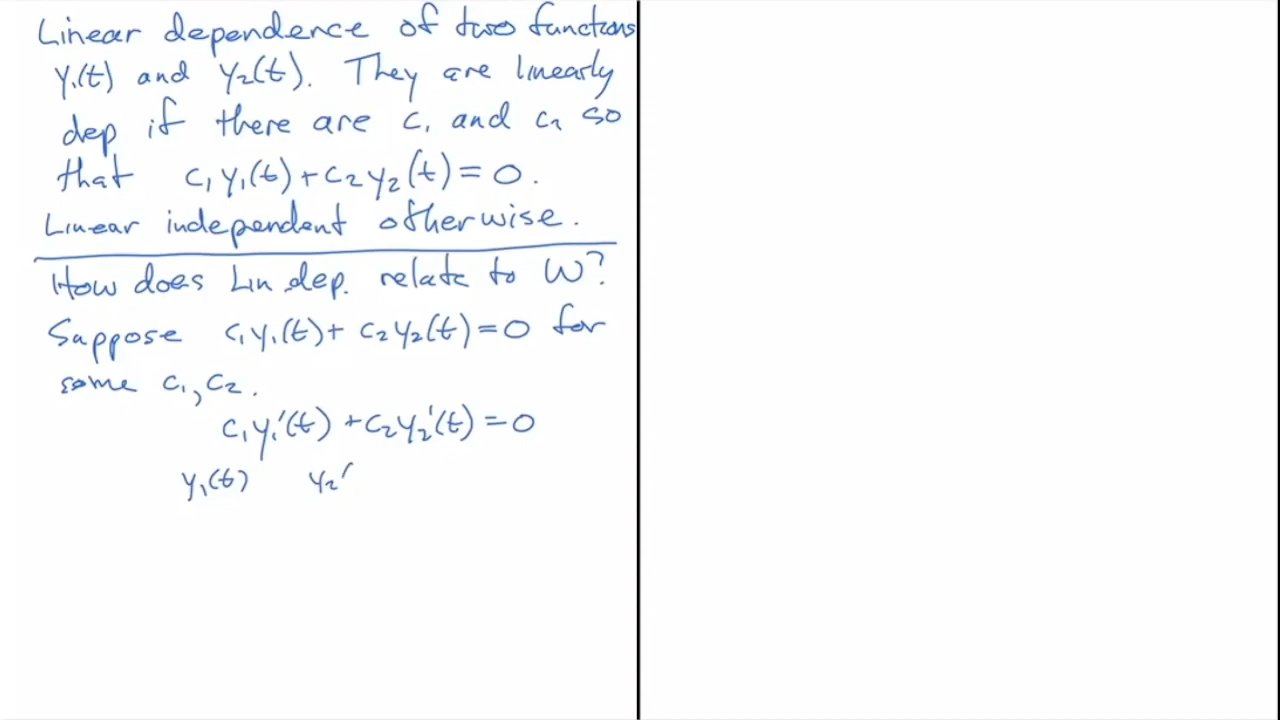 Linear dependence of two functions
y₁(t) and y₂(t). They are linearly
dep if there are c₁ and c₂ so
that c₁y₁(t)+c₂y₂(t)=0.
Linear independent otherwise.
How does Lin dep. relate to W?
Suppose c₁y₁(t)+ c₂y₂(t)=0 for
some c₁, c₂.
c₁y₁'(t) +c₂y₂'(t)=0
y₁(t) y₂(